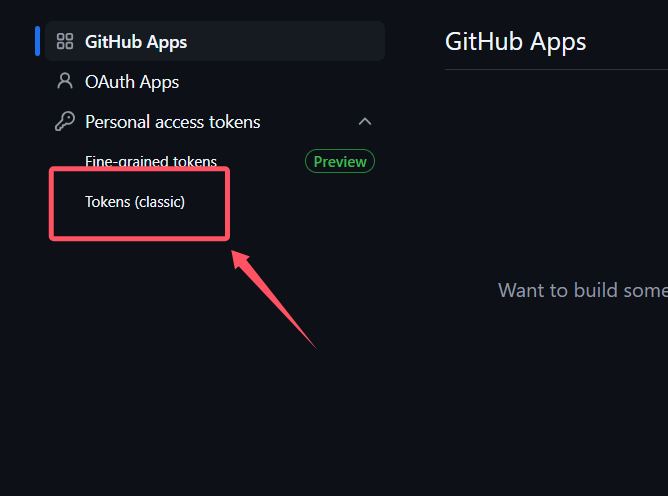 GitHub Apps
OAuth Apps
Personal access tokens
Fine-grained tokens Preview
Tokens (classic)
GitHub Apps
Want to build some